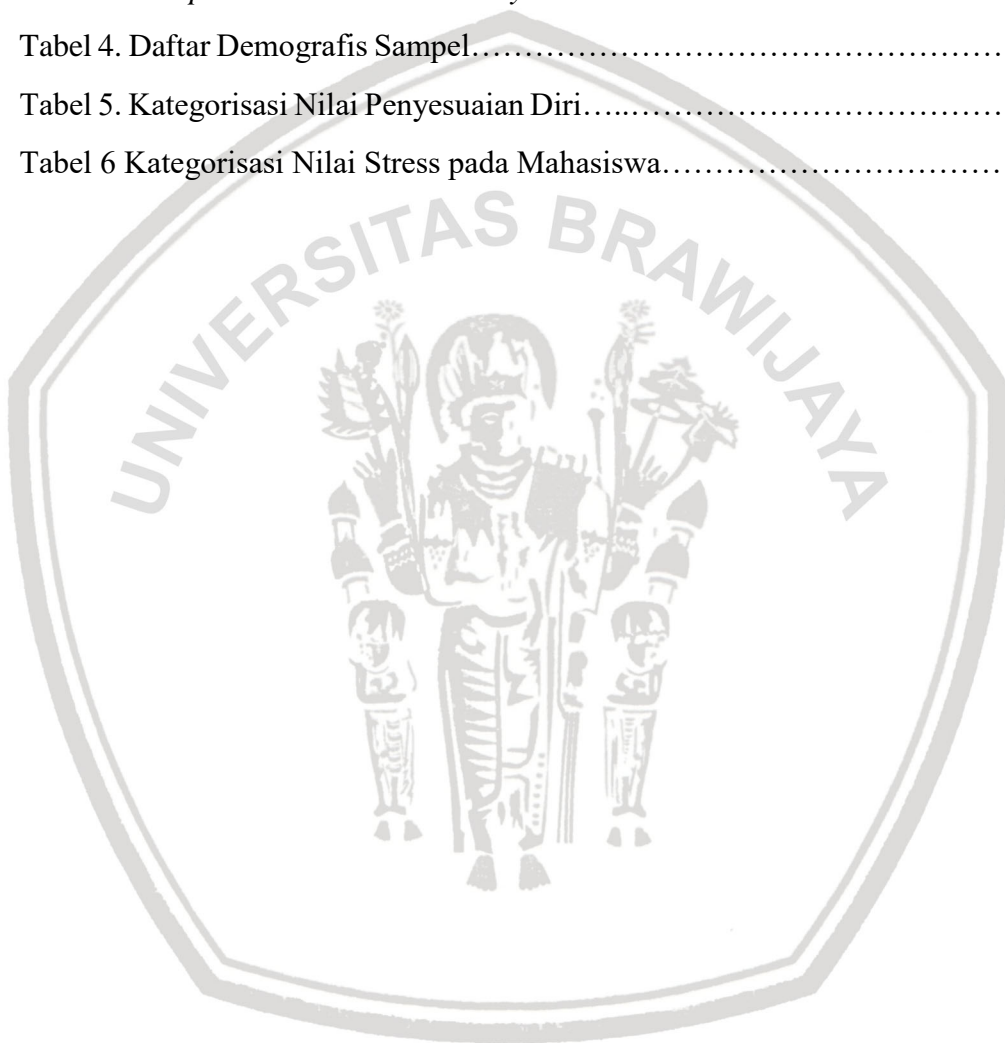 Tabel 4. Daftar Demografis Sampel…………………………………………………
Tabel 5. Kategorisasi Nilai Penyesuaian Diri…..……………………………………
Tabel 6 Kategorisasi Nilai Stress pada Mahasiswa……………………………
UNIVERSITAS BRAWIJAYA